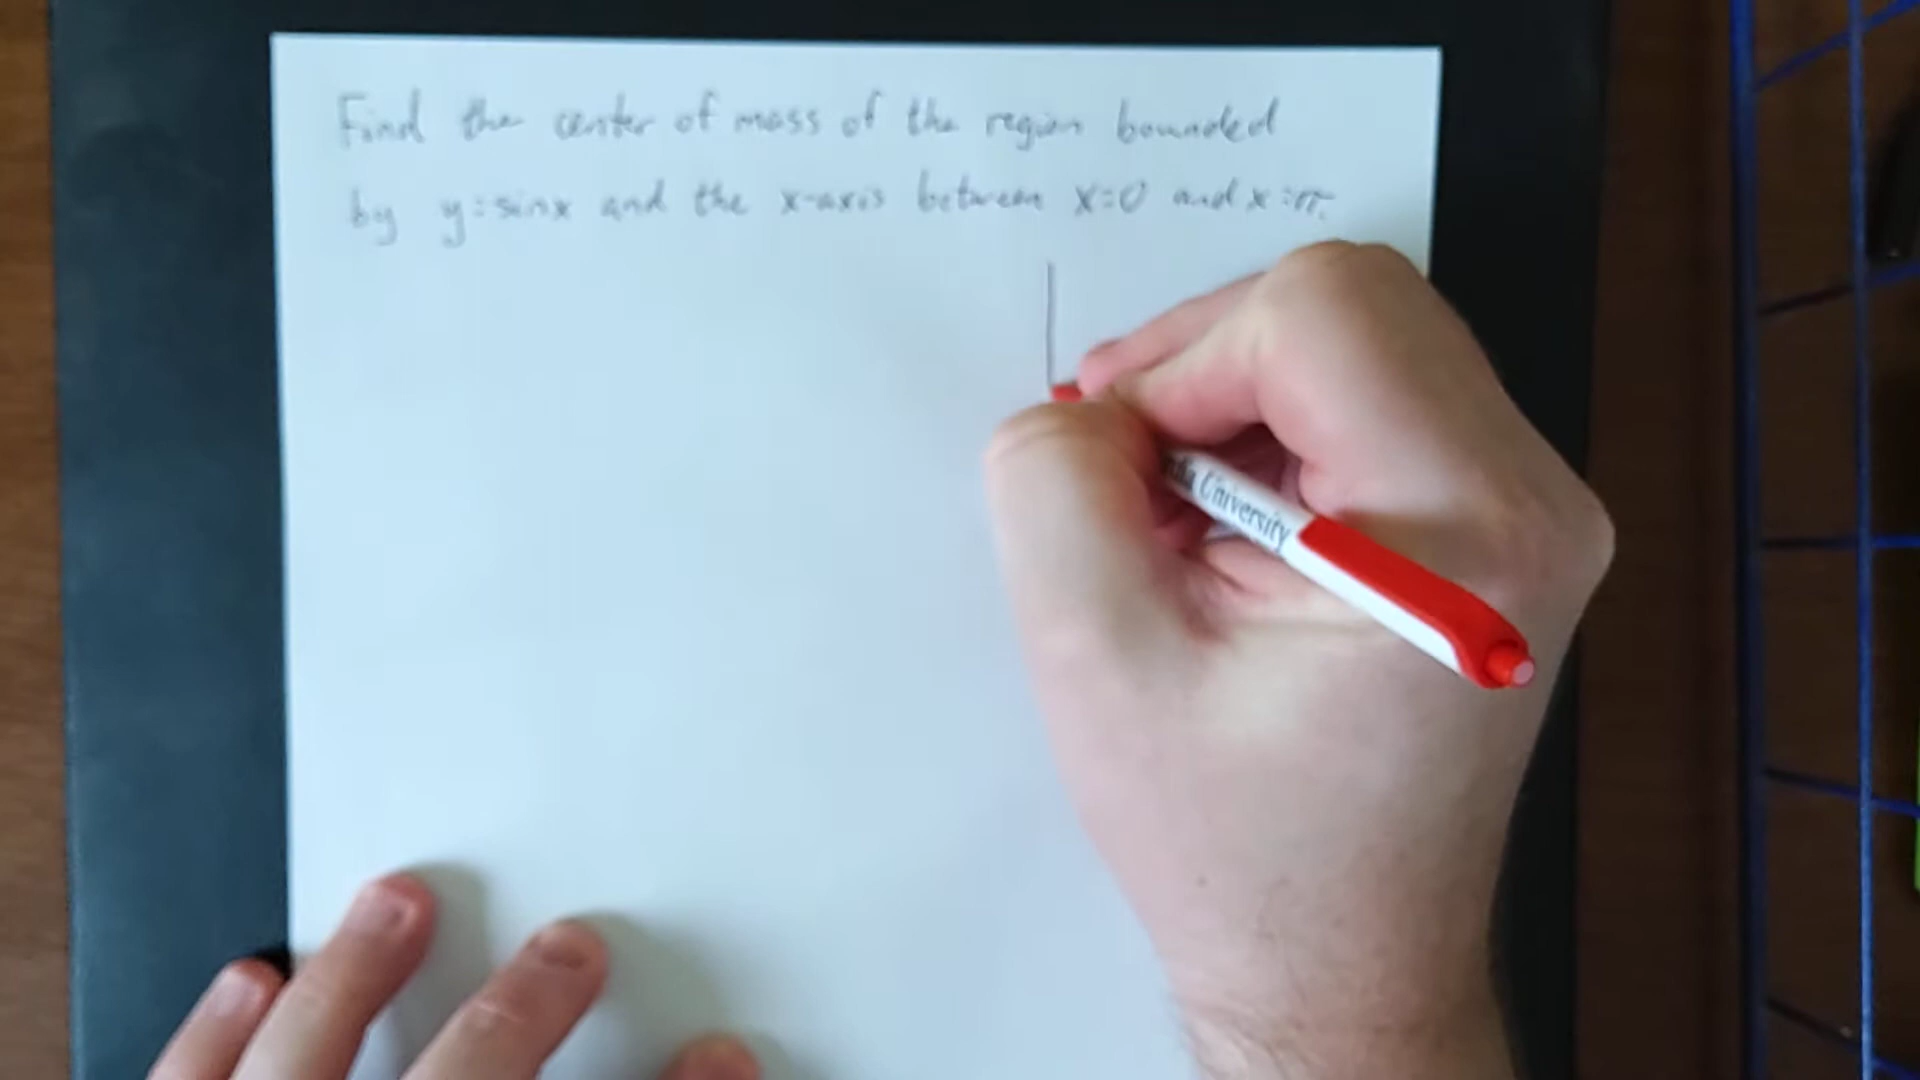 Find the center of mass of the region bounded
by y=sinx and the x-axis between x=0 and x=π.
University